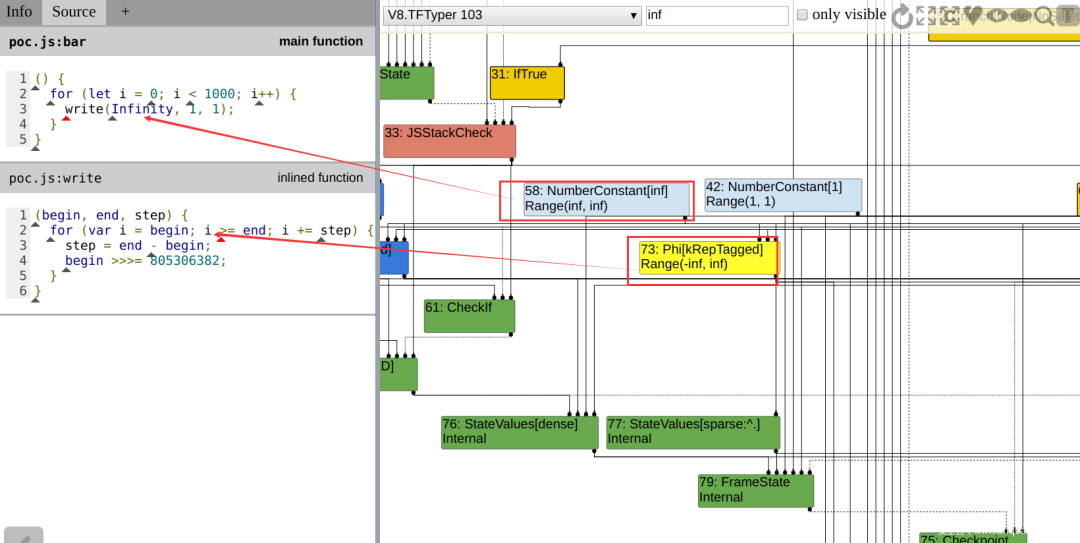 Info Source +
poc.js:bar main function
1 () {
2 for (let i = 0; i < 1000; i++) {
3 write(Infinity, 1, 1);
4 }
5 }
poc.js:write inlined function
1 (begin, end, step) {
2 for (var i = begin; i >= end; i += step) {
3 step = end - begin;
4 begin >>>= 805306382;
5 }
6 }
V8.TFTyper 103 inf only visible
State
31: IfTrue
33: JSStackCheck
58: NumberConstant[inf]
Range(inf, inf)
42: NumberConstant[1]
Range(1, 1)
d]
73: Phi[kRepTagged]
Range(-inf, inf)
61: CheckIf
D]
76: StateValues[dense]
Internal
77: StateValues[sparse:^.]
Internal
79: FrameState
Internal
75: Checkpoint